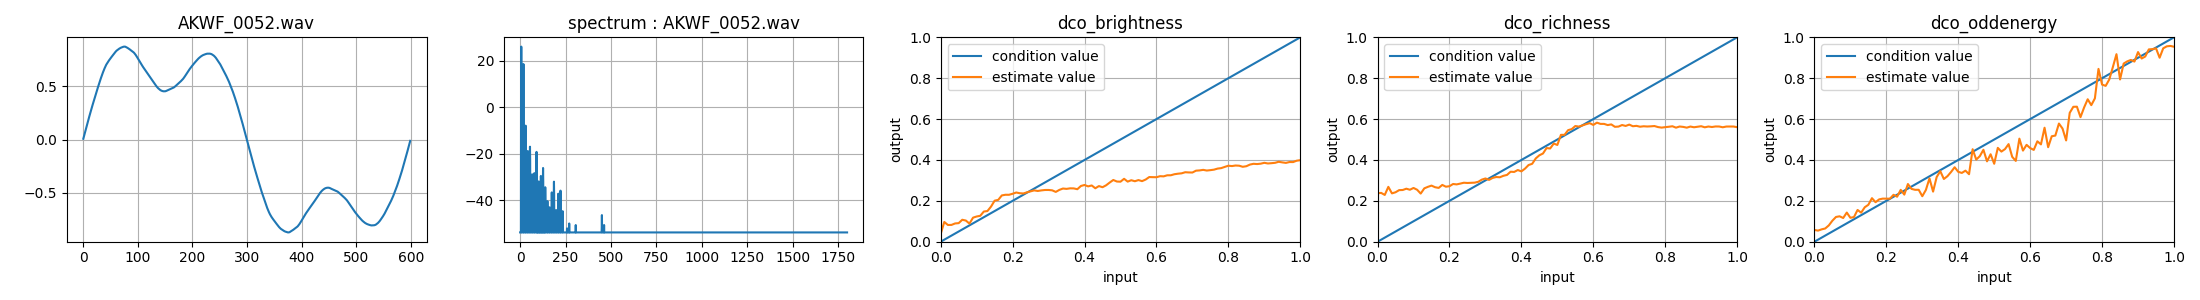 AKWF_0052.wav
0.5
0.0
−0.5
0 100 200 300 400 500 600
spectrum : AKWF_0052.wav
20
0
−20
−40
0 250 500 750 1000 1250 1500 1750
dco_brightness
condition value
estimate value
output
1.0
0.8
0.6
0.4
0.2
0.0
0.0 0.2 0.4 0.6 0.8 1.0
input
dco_richness
condition value
estimate value
output
1.0
0.8
0.6
0.4
0.2
0.0
0.0 0.2 0.4 0.6 0.8 1.0
input
dco_oddenergy
condition value
estimate value
output
1.0
0.8
0.6
0.4
0.2
0.0
0.0 0.2 0.4 0.6 0.8 1.0
input